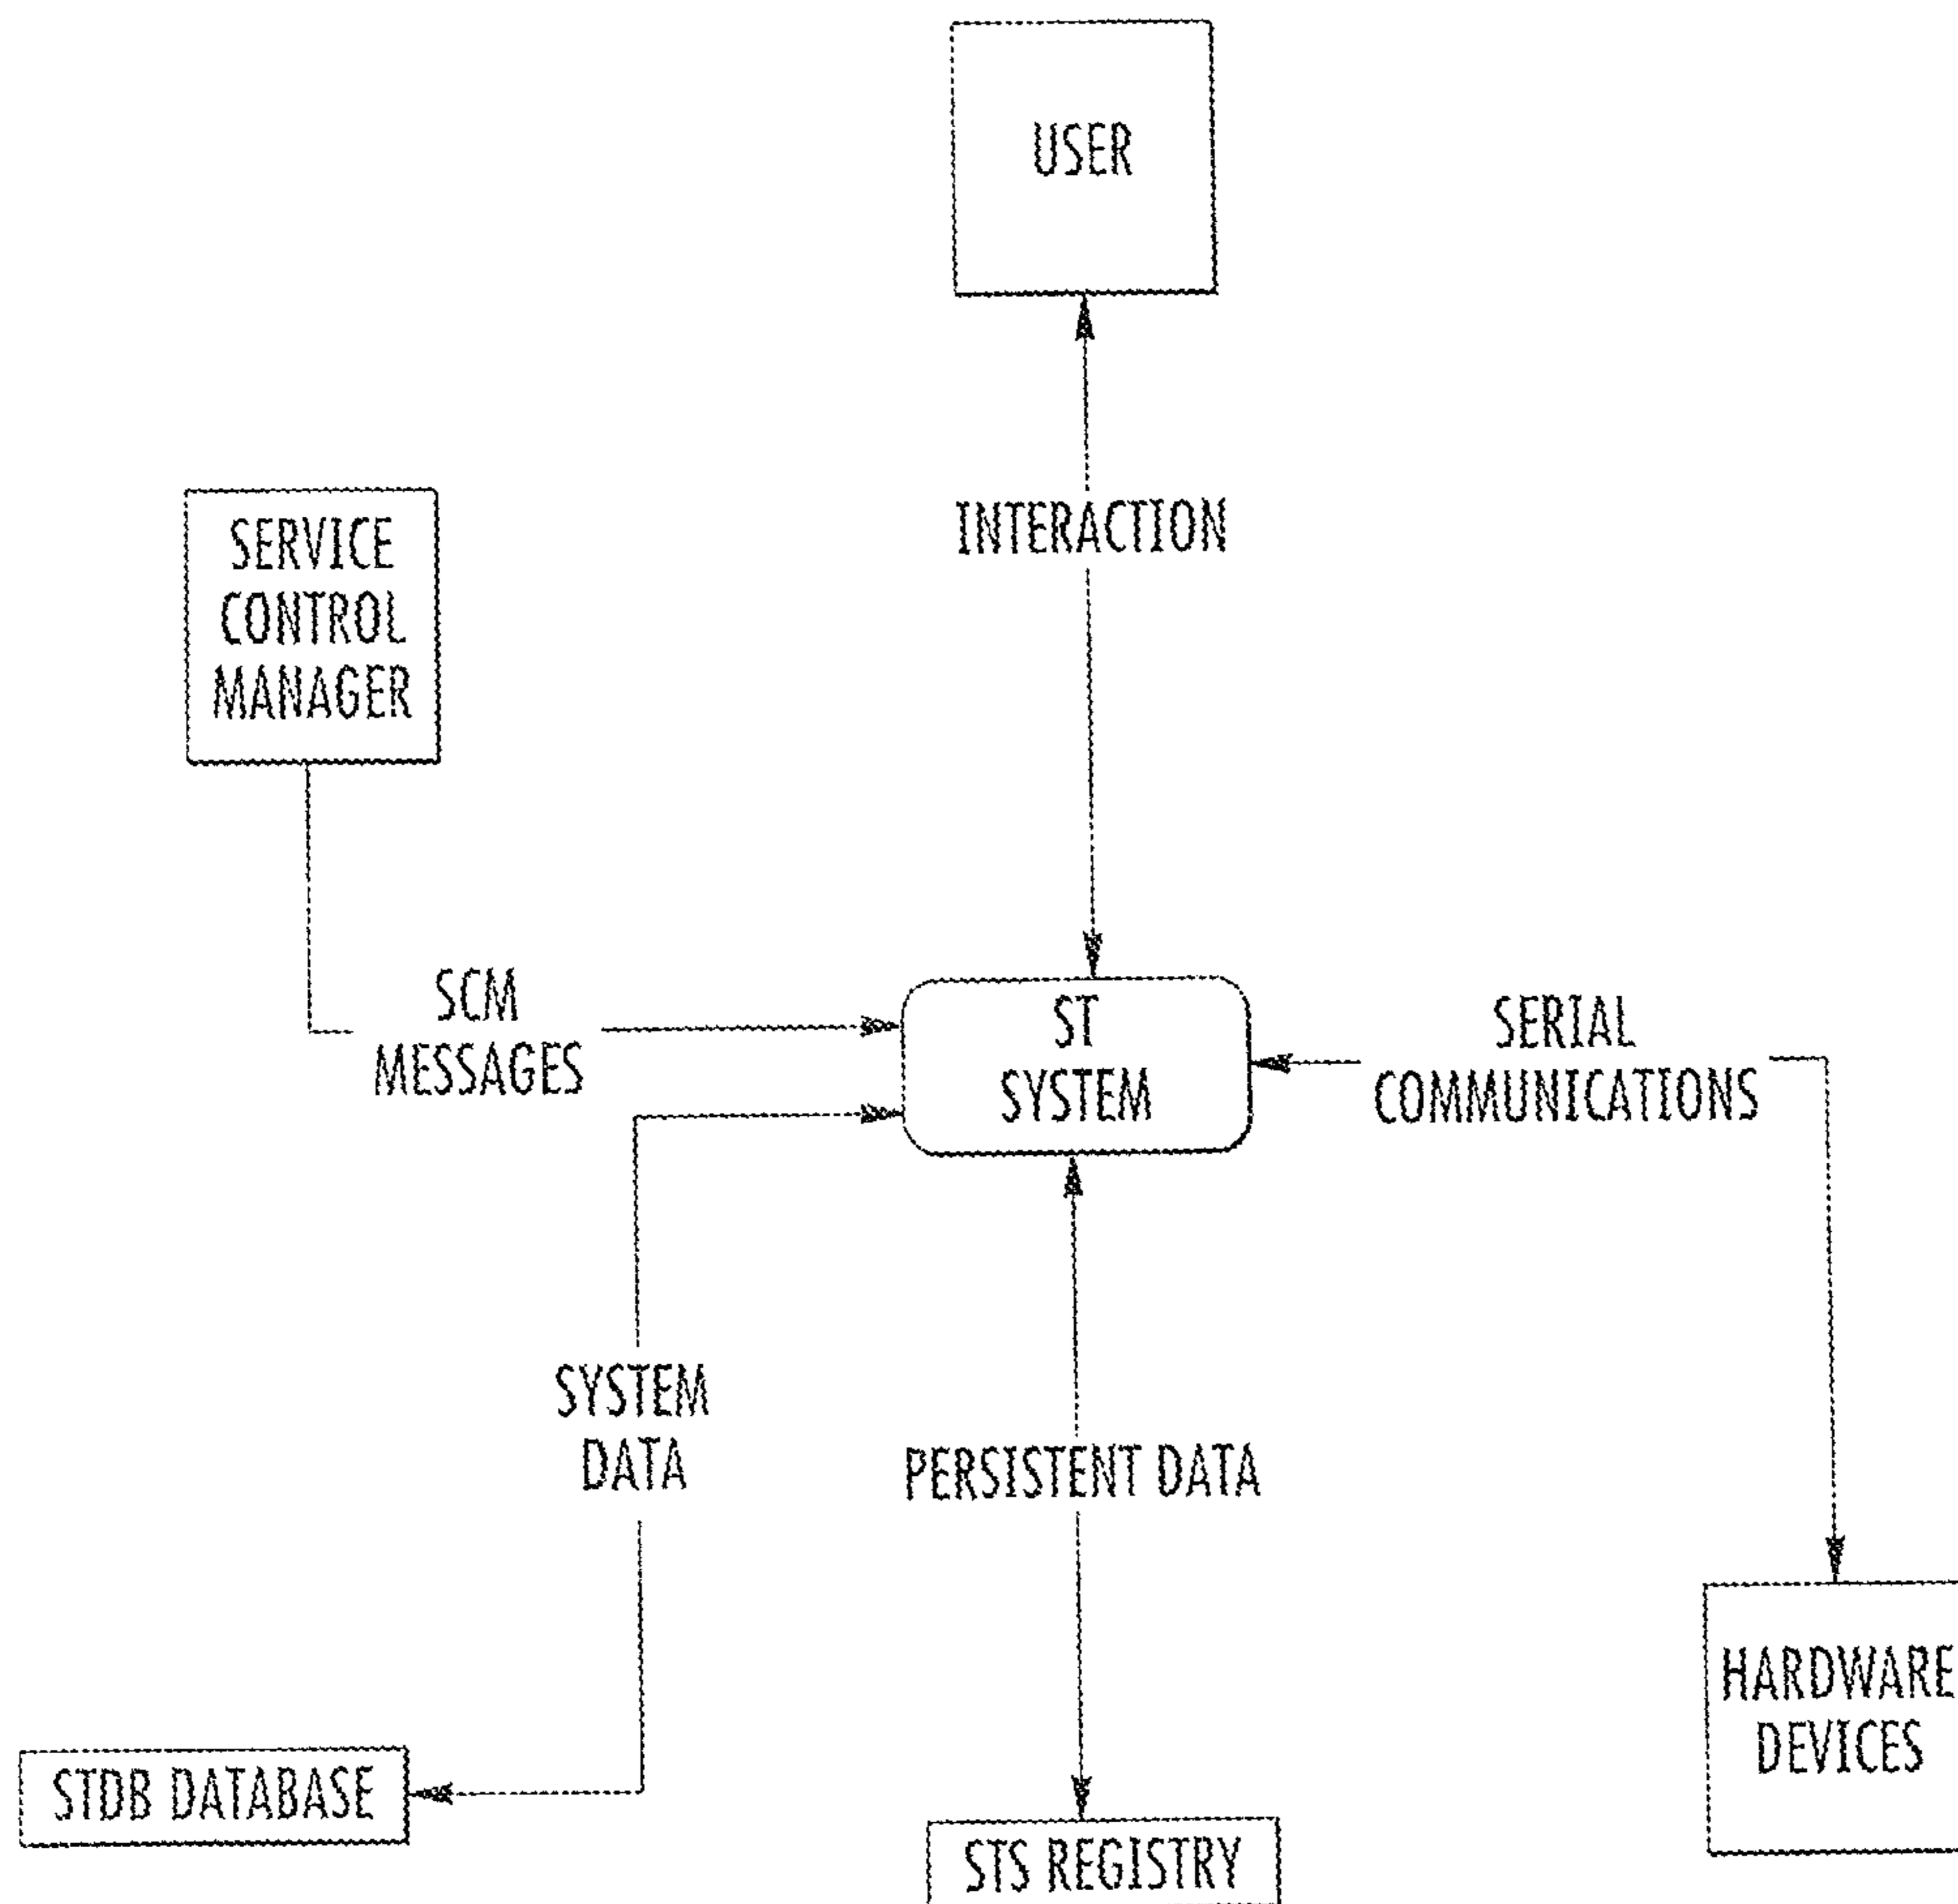 USER
INTERACTION
SERVICE
CONTROL
MANAGER
SCM
MESSAGES
ST
SYSTEM
SERIAL
COMMUNICATIONS
SYSTEM
DATA
PERSISTENT DATA
HARDWARE
DEVICES
STDB DATABASE
STS REGISTRY